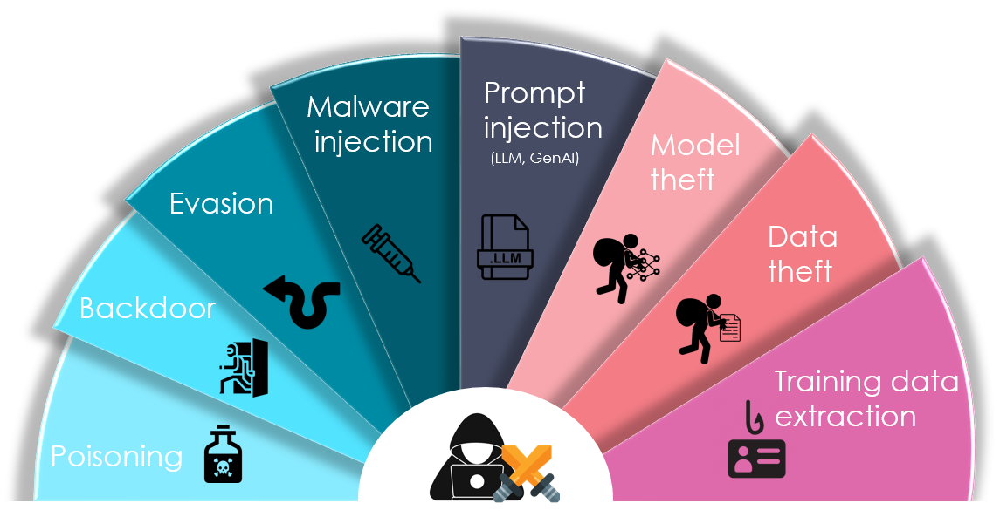 Poisoning
Backdoor
Evasion
Malware
injection
Prompt
injection
(LLM, GenAI)
.LLM
Model
theft
Data
theft
Training data
extraction